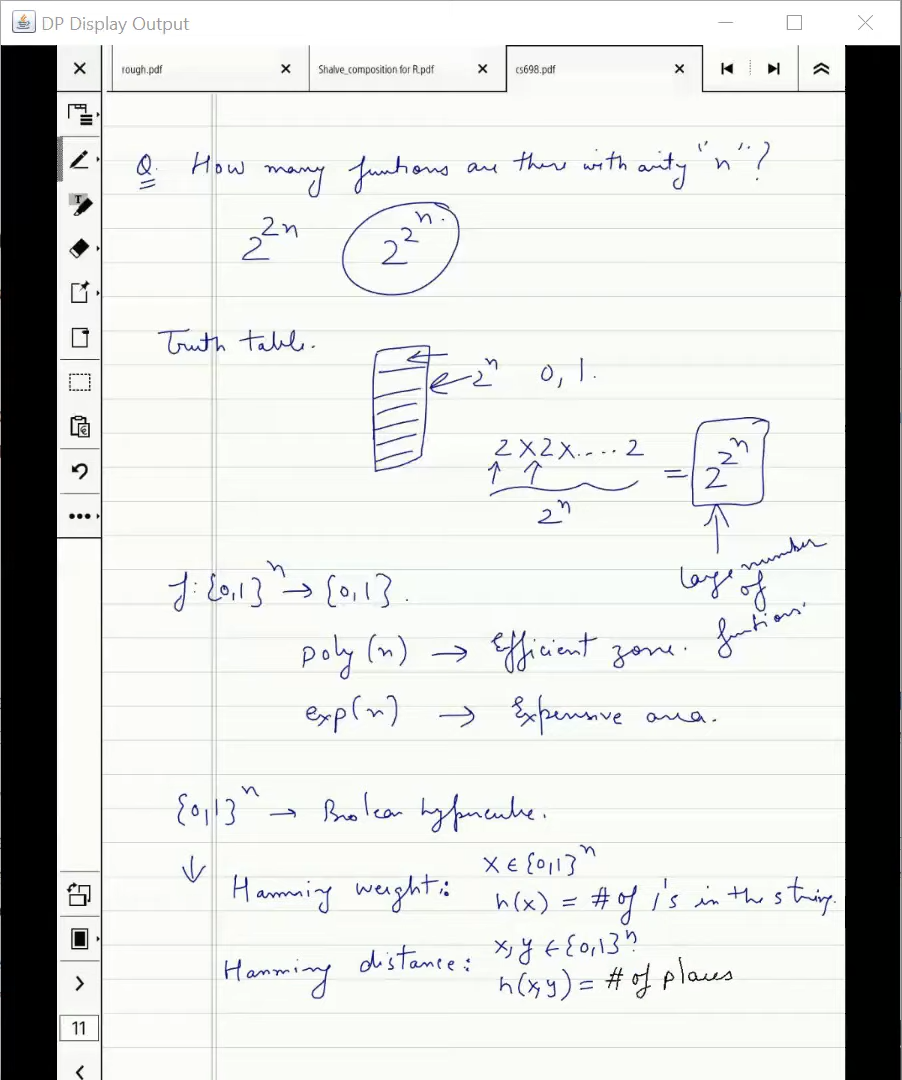 DP Display Output
rough.pdf Shalve_composition for R.pdf cs698.pdf
Q. How many functions are there with arity "n"?
2^{2n} 2^{2^n}.
Truth table.
2^n 0, 1.
2 x 2 x .... 2 = 2^{2^n}
2^n
large number of functions.
f: {0,1}^n → {0,1}.
poly(n) → Efficient zone.
exp(n) → Expensive area.
{0,1}^n → Boolean hypercube.
x ∈ {0,1}^n
Hamming weight: h(x) = # of 1's in the string.
x, y ∈ {0,1}^n
Hamming distance: h(x,y) = # of places
11